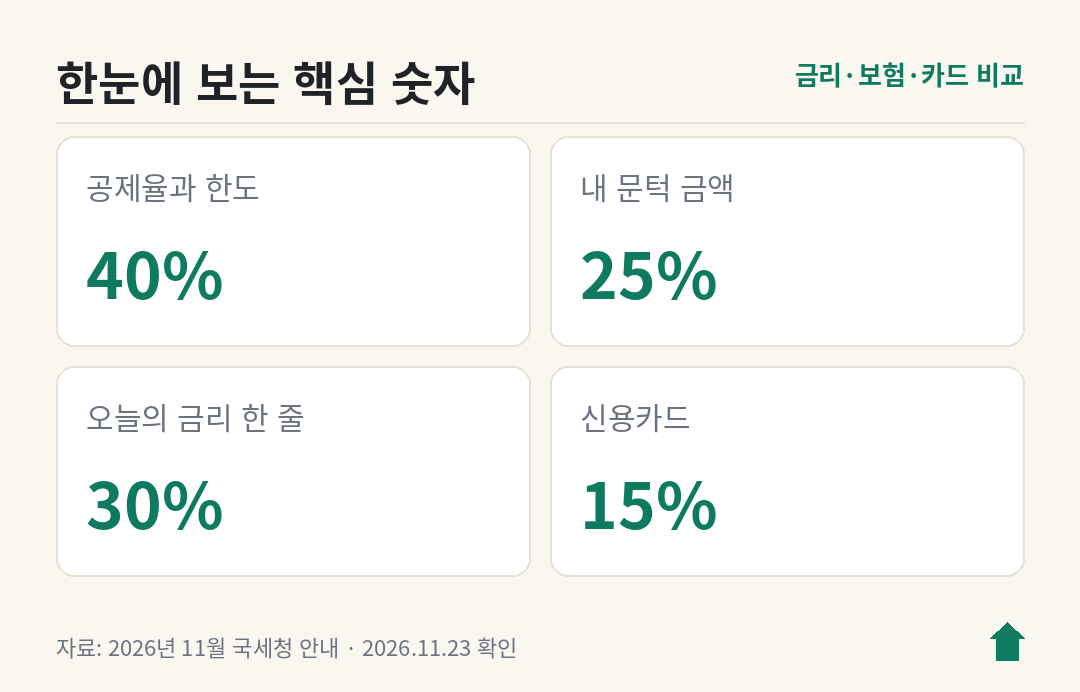 한눈에 보는 핵심 숫자
금리·보험·카드 비교
공제율과 한도
40%
내 문턱 금액
25%
오늘의 금리 한 줄
30%
신용카드
15%
자료: 2026년 11월 국세청 안내 · 2026.11.23 확인